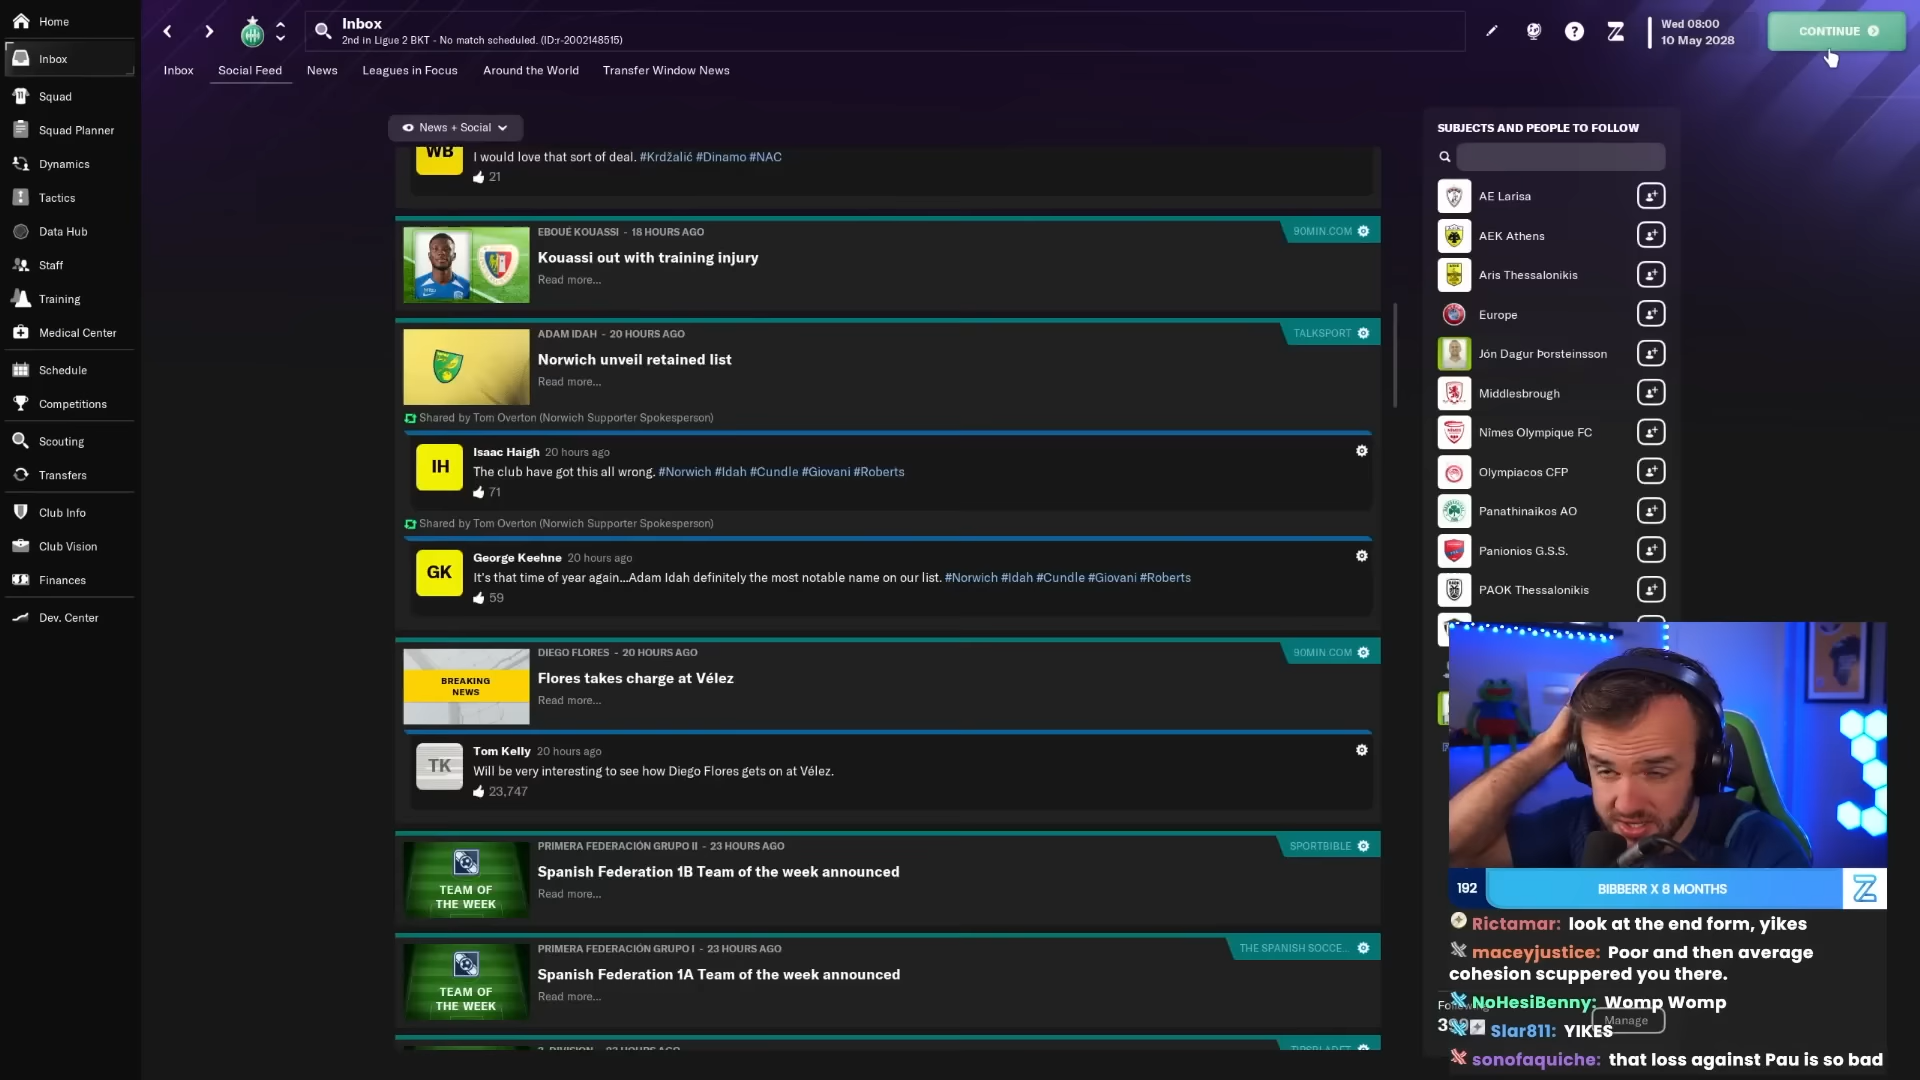 Home
Inbox
Squad
Squad Planner
Dynamics
Tactics
Data Hub
Staff
Training
Medical Center
Schedule
Competitions
Scouting
Transfers
Club Info
Club Vision
Finances
Dev. Center
Inbox
2nd in Ligue 2 BKT - No match scheduled. (ID:r-2002148515)
Wed 08:00
10 May 2028
CONTINUE
Inbox
Social Feed
News
Leagues in Focus
Around the World
Transfer Window News
News + Social
WB
I would love that sort of deal. #Krdžalić #Dinamo #NAC
21
EBOUÉ KOUASSI - 18 HOURS AGO
90MIN.COM
Kouassi out with training injury
Read more...
ADAM IDAH - 20 HOURS AGO
TALKSPORT
Norwich unveil retained list
Read more...
Shared by Tom Overton (Norwich Supporter Spokesperson)
IH
Isaac Haigh 20 hours ago
The club have got this all wrong. #Norwich #Idah #Cundle #Giovani #Roberts
71
Shared by Tom Overton (Norwich Supporter Spokesperson)
GK
George Keehne 20 hours ago
It's that time of year again...Adam Idah definitely the most notable name on our list. #Norwich #Idah #Cundle #Giovani #Roberts
59
BREAKING
NEWS
DIEGO FLORES - 20 HOURS AGO
90MIN.COM
Flores takes charge at Vélez
Read more...
TK
Tom Kelly 20 hours ago
Will be very interesting to see how Diego Flores gets on at Vélez.
23,747
TEAM OF
THE WEEK
PRIMERA FEDERACIÓN GRUPO II - 23 HOURS AGO
SPORTBIBLE
Spanish Federation 1B Team of the week announced
Read more...
TEAM OF
THE WEEK
PRIMERA FEDERACIÓN GRUPO I - 23 HOURS AGO
THE SPANISH SOCCE...
Spanish Federation 1A Team of the week announced
Read more...
SUBJECTS AND PEOPLE TO FOLLOW
AE Larisa
AEK Athens
Aris Thessalonikis
Europe
Jón Dagur Þorsteinsson
Middlesbrough
Nîmes Olympique FC
Olympiacos CFP
Panathinaikos AO
Panionios G.S.S.
PAOK Thessalonikis
192
BIBBERR X 8 MONTHS
Rictamar: look at the end form, yikes
maceyjustice: Poor and then average
cohesion scuppered you there.
NoHesiBenny: Womp Womp
Manage
Slar811: YIKES
sonofaquiche: that loss against Pau is so bad